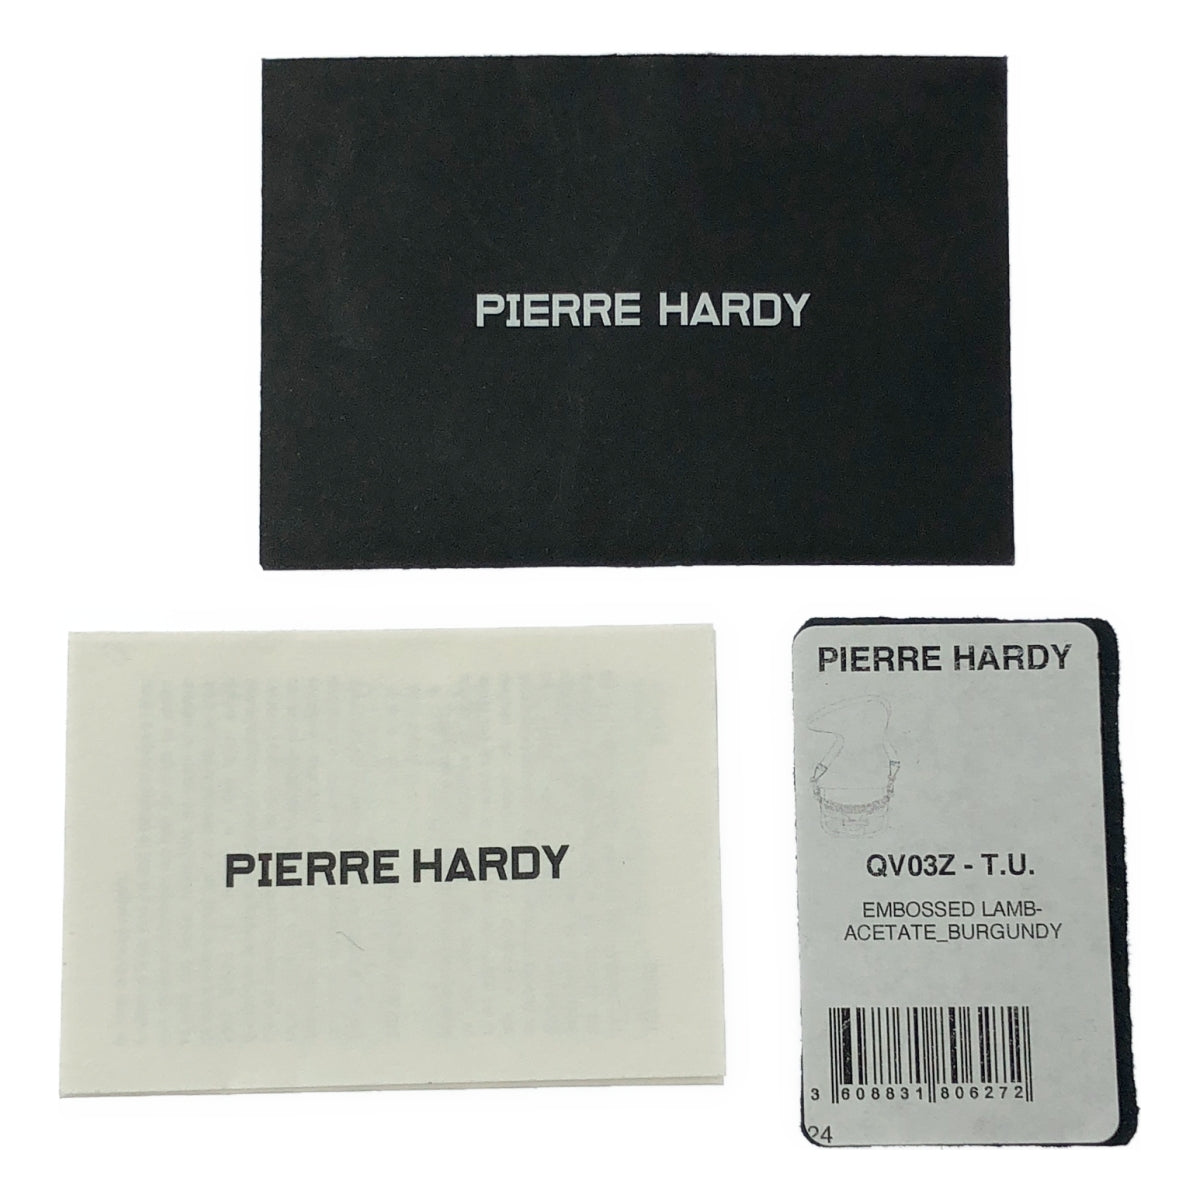 PIERRE HARDY
PIERRE HARDY
PIERRE HARDY
QV03Z - T.U.
EMBOSSED LAMB-
ACETATE_BURGUNDY
3 608831 806272
24